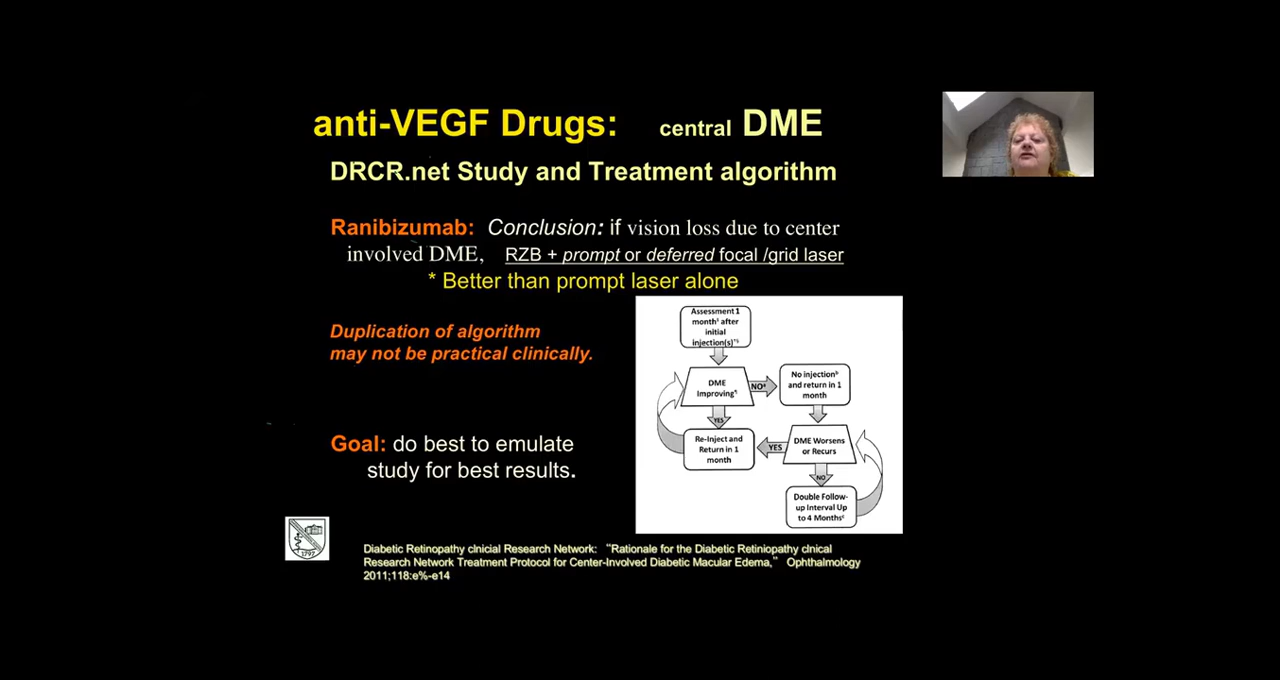 anti-VEGF Drugs: central DME
DRCR.net Study and Treatment algorithm
Ranibizumab: Conclusion: if vision loss due to center
involved DME, RZB + prompt or deferred focal /grid laser
* Better than prompt laser alone
Duplication of algorithm
may not be practical clinically.
Goal: do best to emulate
study for best results.
Assessment 1
month after
initial
injection(s)
DME
Improving
NO
No injection
and return in 1
month
YES
Re-Inject and
Return in 1
month
YES
DME Worsens
or Recurs
NO
Double Follow-
up Interval Up
to 4 Months
1797
Diabetic Retinopathy clnicial Research Network: "Rationale for the Diabetic Retiniopathy clnical
Research Network Treatment Protocol for Center-Involved Diabetic Macular Edema," Ophthalmology
2011;118:e%-e14